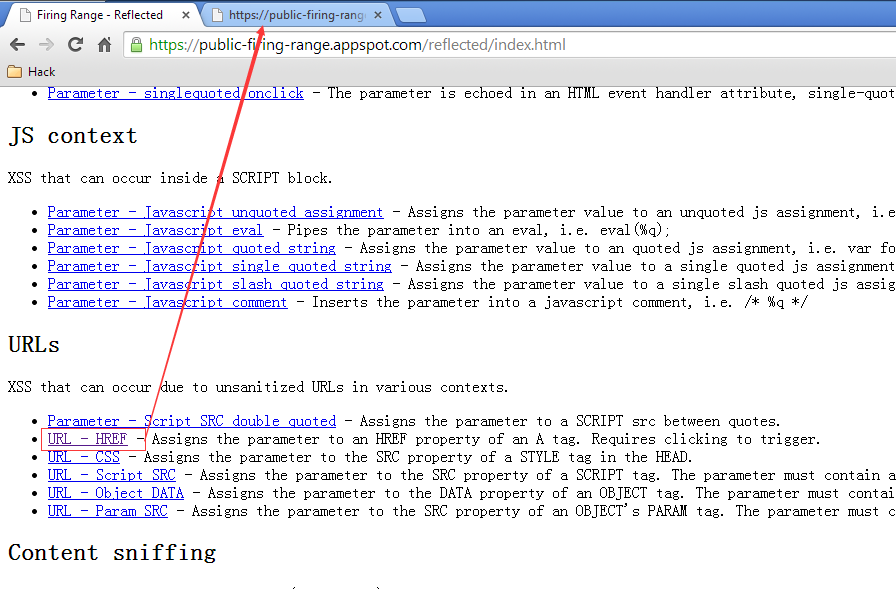 Firing Range - Reflected
https://public-firing-rang
https://public-firing-range.appspot.com/reflected/index.html
Hack
Parameter - singlequoted onclick - The parameter is echoed in an HTML event handler attribute, single-quot
JS context
XSS that can occur inside a SCRIPT block.
Parameter - Javascript unquoted assignment - Assigns the parameter value to an unquoted js assignment, i.e
Parameter - Javascript eval - Pipes the parameter into an eval, i.e. eval(%q);
Parameter - Javascript quoted string - Assigns the parameter value to an quoted js assignment, i.e. var fo
Parameter - Javascript single quoted string - Assigns the parameter value to a single quoted js assignment
Parameter - Javascript slash quoted string - Assigns the parameter value to a single slash quoted js assig
Parameter - Javascript comment - Inserts the parameter into a javascript comment, i.e. /* %q */
URLs
XSS that can occur due to unsanitized URLs in various contexts.
Parameter - Script SRC double quoted - Assigns the parameter to a SCRIPT src between quotes.
URL - HREF - Assigns the parameter to an HREF property of an A tag. Requires clicking to trigger.
URL - CSS - Assigns the parameter to the SRC property of a STYLE tag in the HEAD.
URL - Script SRC - Assigns the parameter to the SRC property of a SCRIPT tag. The parameter must contain a
URL - Object DATA - Assigns the parameter to the DATA property of an OBJECT tag. The parameter must contai
URL - Param SRC - Assigns the parameter to the SRC property of an OBJECT's PARAM tag. The parameter must c
Content sniffing